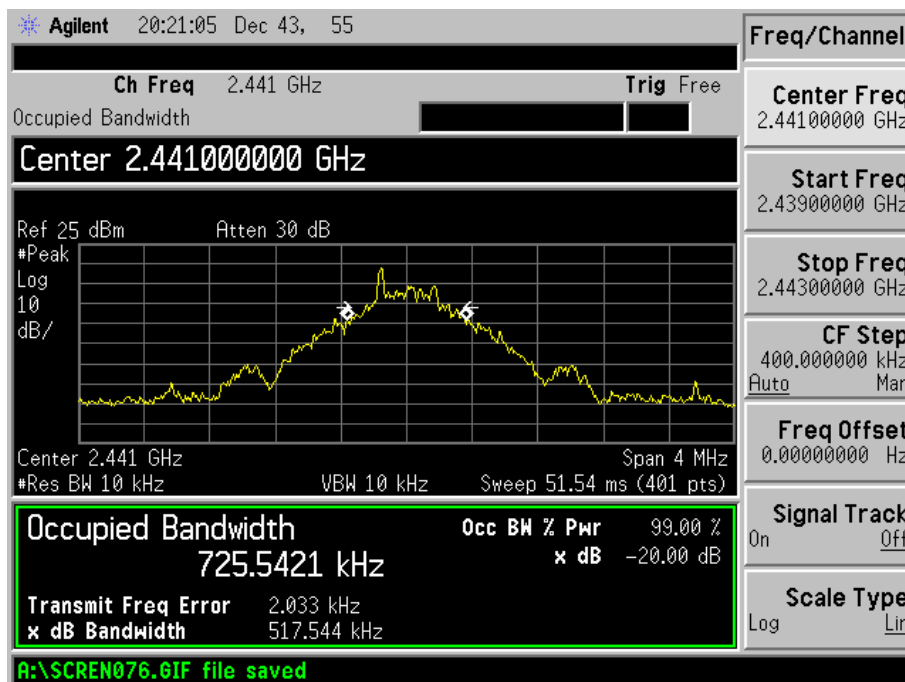 Agilent 20:21:05 Dec 43, 55
Ch Freq 2.441 GHz Trig Free
Occupied Bandwidth
Center 2.441000000 GHz
Ref 25 dBm Atten 30 dB
#Peak
Log
10
dB/
Center 2.441 GHz Span 4 MHz
#Res BW 10 kHz VBW 10 kHz Sweep 51.54 ms (401 pts)
Occupied Bandwidth
725.5421 kHz
Occ BW % Pwr 99.00 %
x dB -20.00 dB
Transmit Freq Error 2.033 kHz
x dB Bandwidth 517.544 kHz
A:\SCREN076.GIF file saved
Freq/Channel
Center Freq
2.44100000 GHz
Start Freq
2.43900000 GHz
Stop Freq
2.44300000 GHz
CF Step
400.000000 kHz
Auto Man
Freq Offset
0.00000000 Hz
Signal Track
On Off
Scale Type
Log Lin